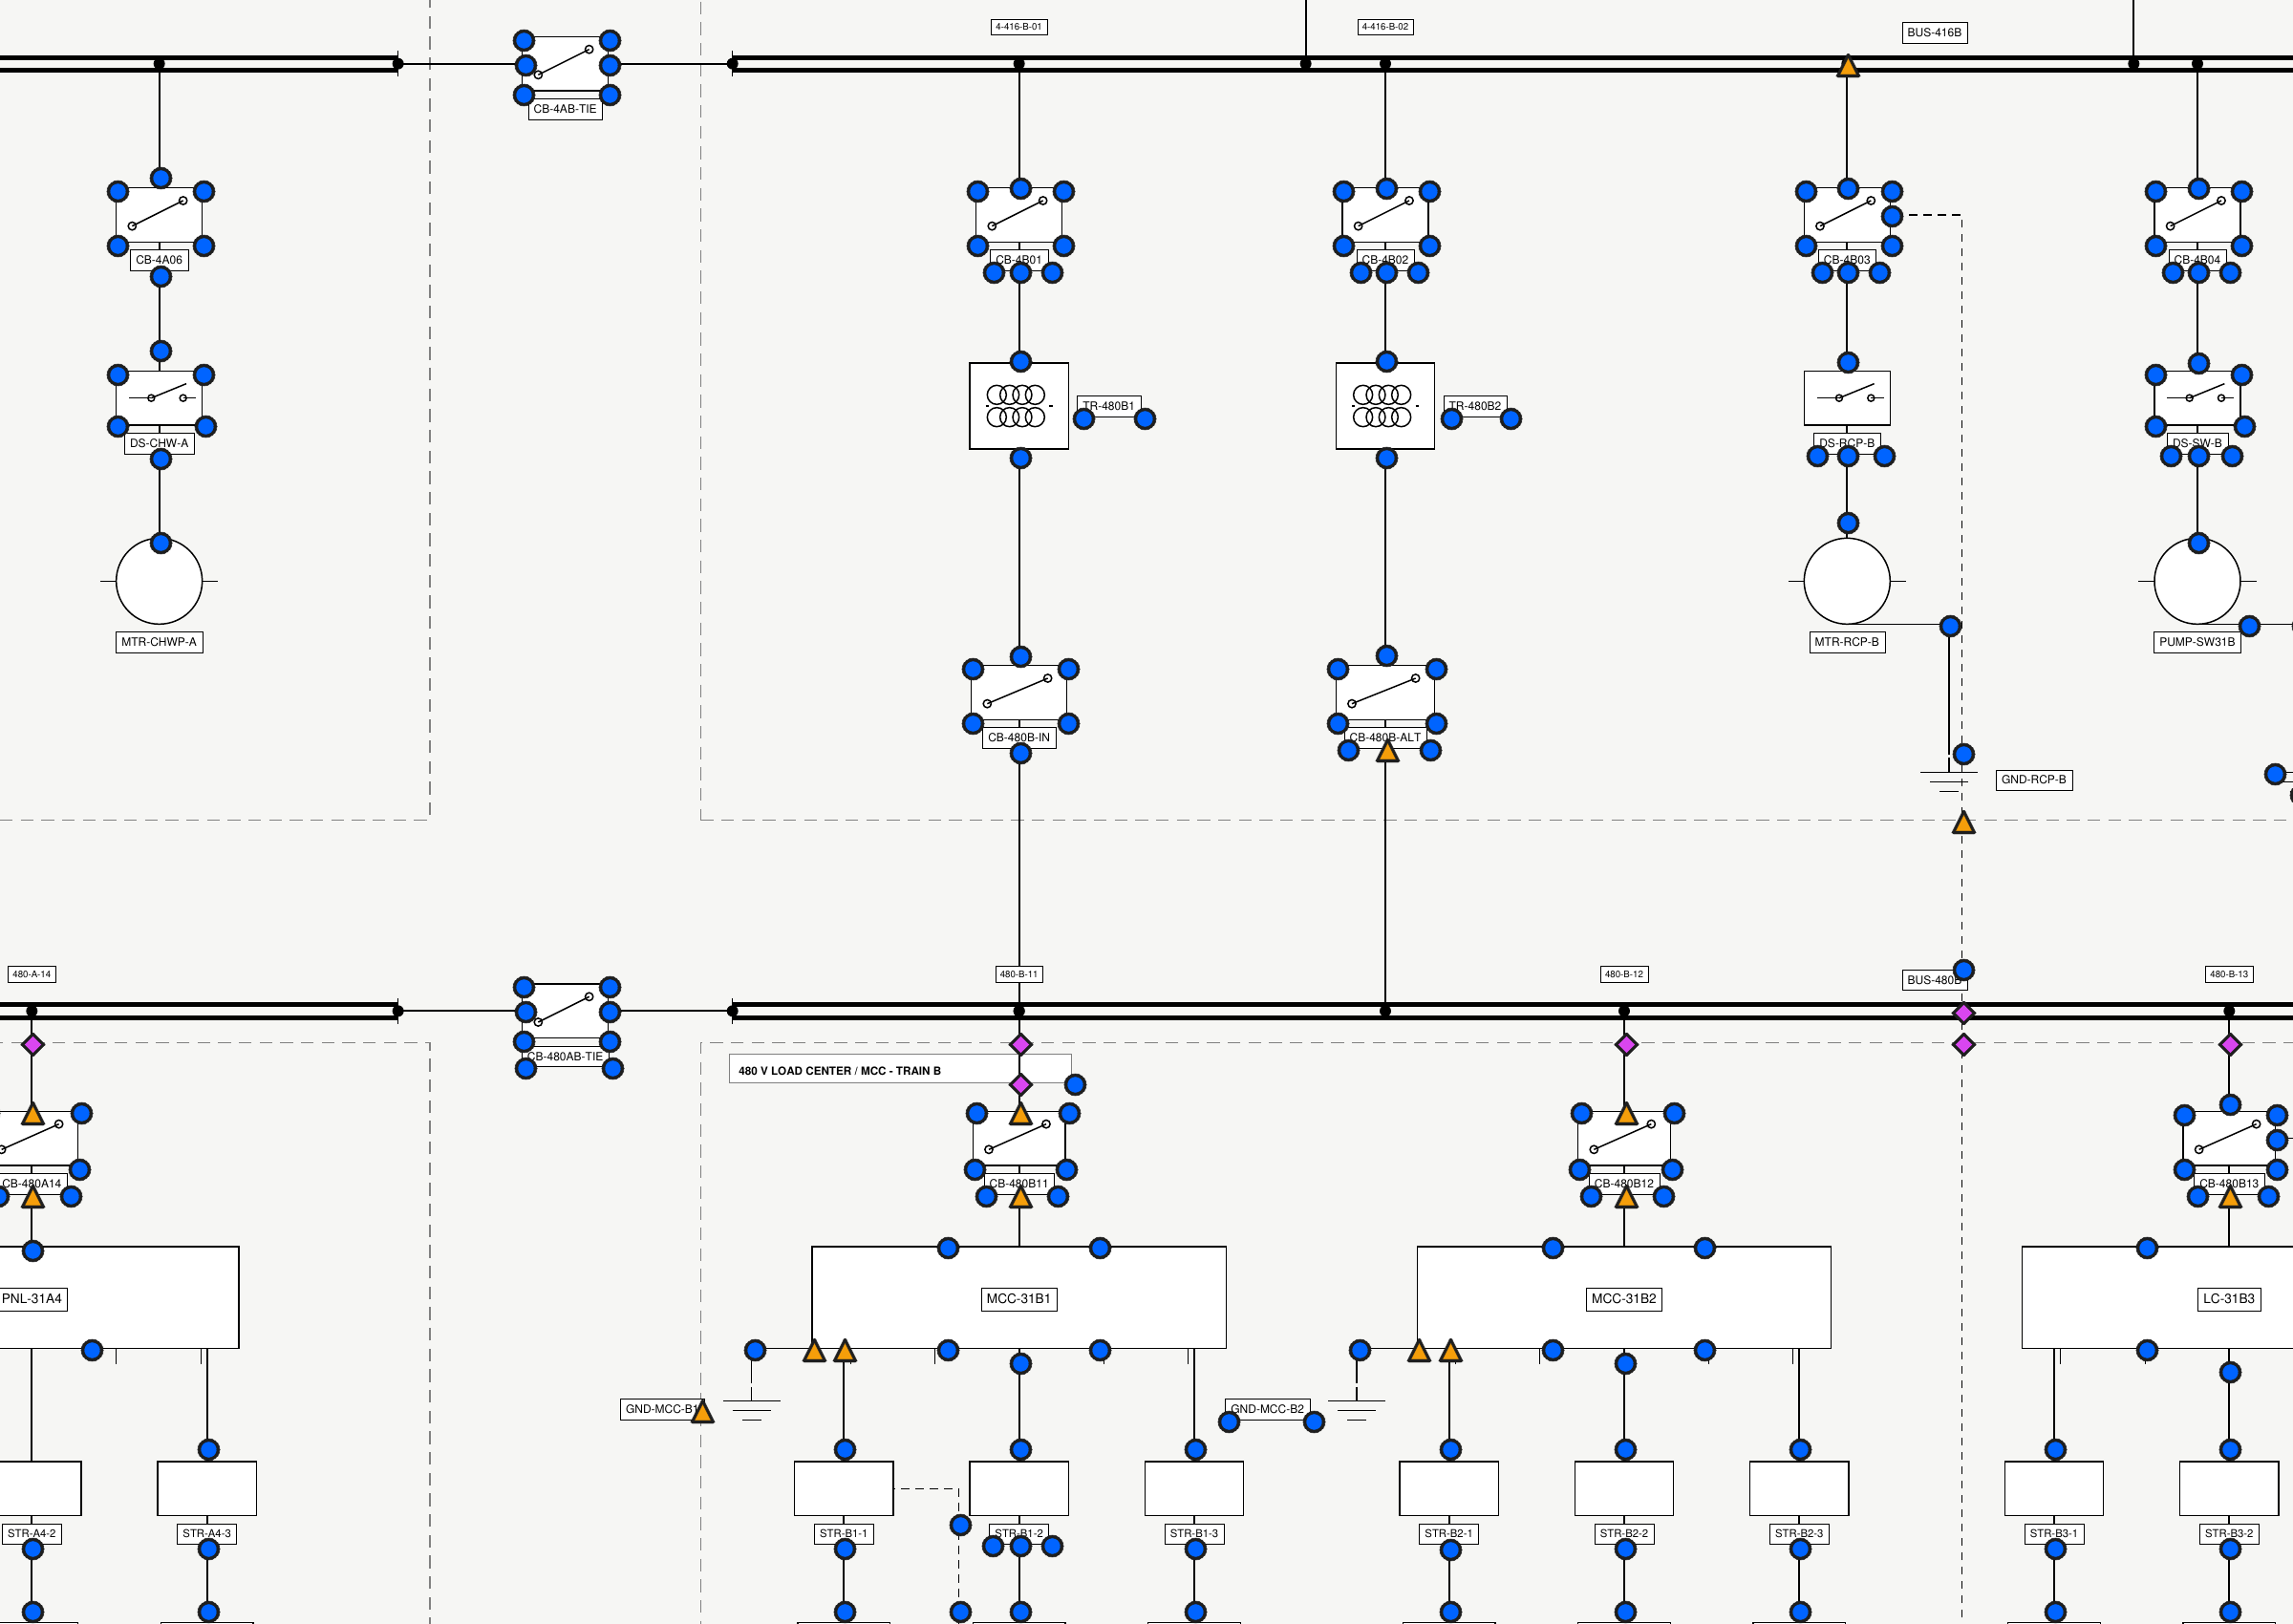 4-416-B-01
4-416-B-02
BUS-416B
CB-4AB-TIE
CB-4A06
CB-4B01
CB-4B02
CB-4B03
CB-4B04
TR-480B1
TR-480B2
DS-CHW-A
DS-RCP-B
DS-SW-B
MTR-CHWP-A
MTR-RCP-B
PUMP-SW31B
CB-480B-IN
CB-480B-ALT
GND-RCP-B
480-A-14
480-B-11
480-B-12
BUS-480B
480-B-13
CB-480AB-TIE
480 V LOAD CENTER / MCC - TRAIN B
CB-480A14
CB-480B11
CB-480B12
CB-480B13
PNL-31A4
MCC-31B1
MCC-31B2
LC-31B3
GND-MCC-B1
GND-MCC-B2
STR-A4-2
STR-A4-3
STR-B1-1
STR-B1-2
STR-B1-3
STR-B2-1
STR-B2-2
STR-B2-3
STR-B3-1
STR-B3-2